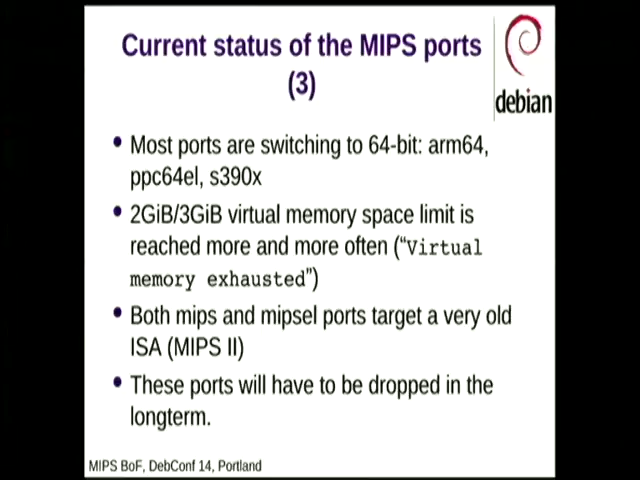 Current status of the MIPS ports
(3)
debian
• Most ports are switching to 64-bit: arm64,
ppc64el, s390x
• 2GiB/3GiB virtual memory space limit is
reached more and more often (“Virtual
memory exhausted”)
• Both mips and mipsel ports target a very old
ISA (MIPS II)
• These ports will have to be dropped in the
longterm.
MIPS BoF, DebConf 14, Portland